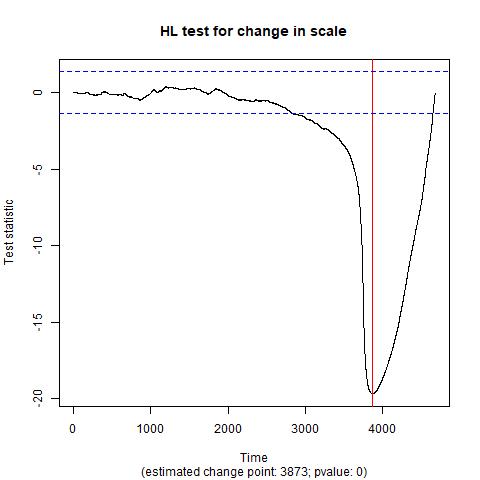 HL test for change in scale
Test statistic
0
-5
-10
-15
-20
0 1000 2000 3000 4000
Time
(estimated change point: 3873; pvalue: 0)